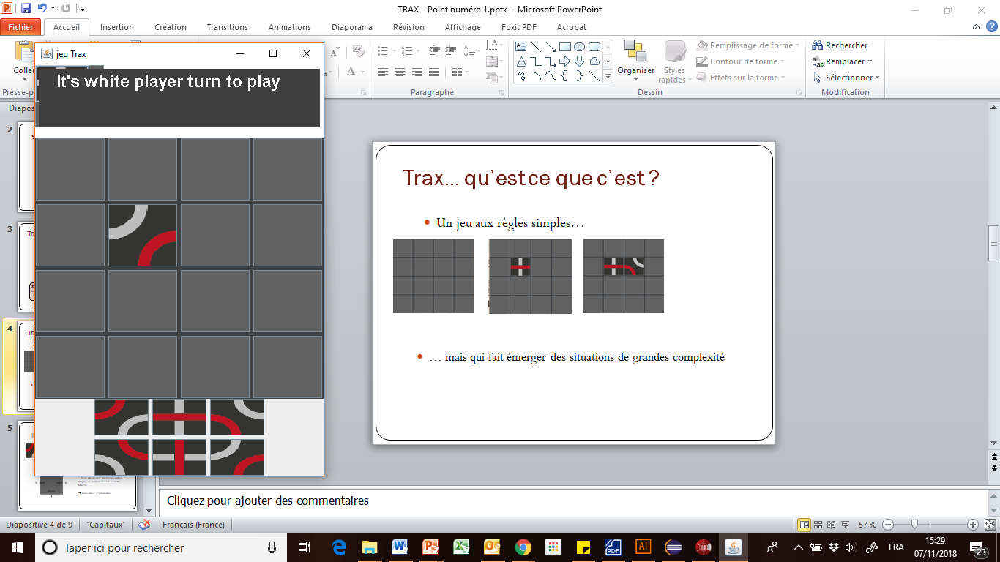 TRAX – Point numéro 1.pptx - Microsoft PowerPoint
Fichier Accueil Insertion Création Transitions Animations Diaporama Révision Affichage Foxit PDF Acrobat
Coller
Organiser
Styles rapides
Remplissage de forme
Contour de forme
Effets sur la forme
Rechercher
Remplacer
Sélectionner
Presse-p
Paragraphe
Dessin
Modification
Diapos
jeu Trax
It's white player turn to play
2
3
4
5
Trax... qu'est ce que c'est ?
Un jeu aux règles simples…
… mais qui fait émerger des situations de grandes complexité
Cliquez pour ajouter des commentaires
Diapositive 4 de 9
"Capitaux"
Français (France)
57 %
Taper ici pour rechercher
FRA
15:29
07/11/2018
23